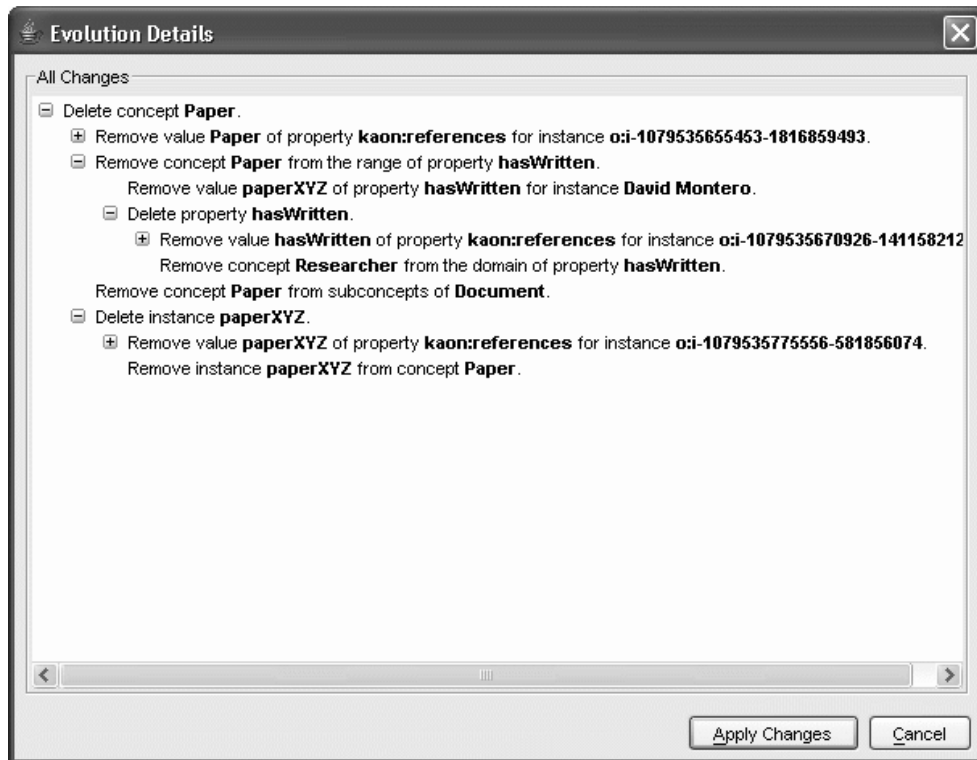 Evolution Details
All Changes
Delete concept Paper.
Remove value Paper of property kaon:references for instance o:i-1079535655453-1816859493.
Remove concept Paper from the range of property hasWritten.
Remove value paperXYZ of property hasWritten for instance David Montero.
Delete property hasWritten.
Remove value hasWritten of property kaon:references for instance o:i-1079535670926-141158212
Remove concept Researcher from the domain of property hasWritten.
Remove concept Paper from subconcepts of Document.
Delete instance paperXYZ.
Remove value paperXYZ of property kaon:references for instance o:i-1079535775556-581856074.
Remove instance paperXYZ from concept Paper.
Apply Changes Cancel